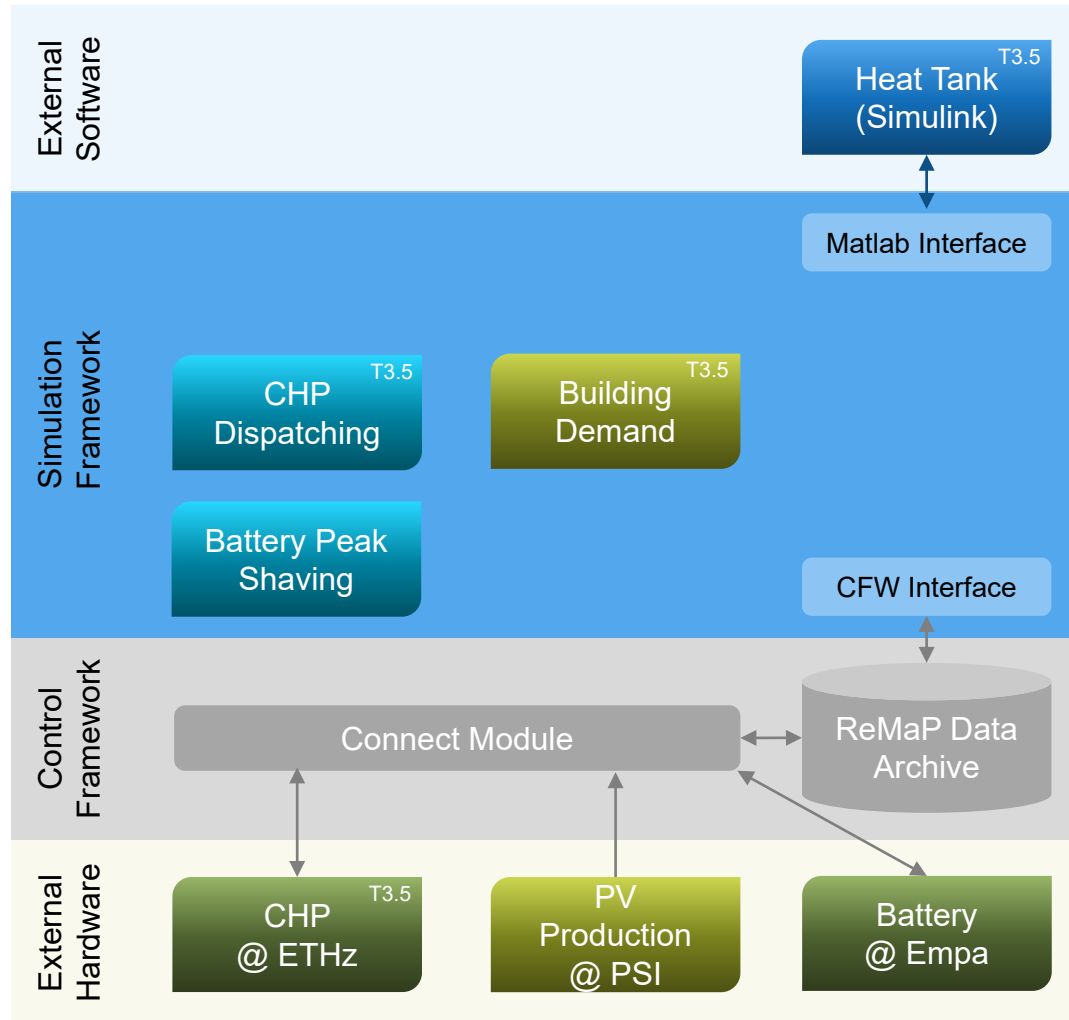 External
Software
T3.5
Heat Tank
(Simulink)
Matlab Interface
Simulation
Framework
T3.5
CHP
Dispatching
T3.5
Building
Demand
Battery Peak
Shaving
CFW Interface
Control
Framework
Connect Module
ReMaP Data
Archive
External
Hardware
T3.5
CHP
@ ETHz
PV
Production
@ PSI
Battery
@ Empa